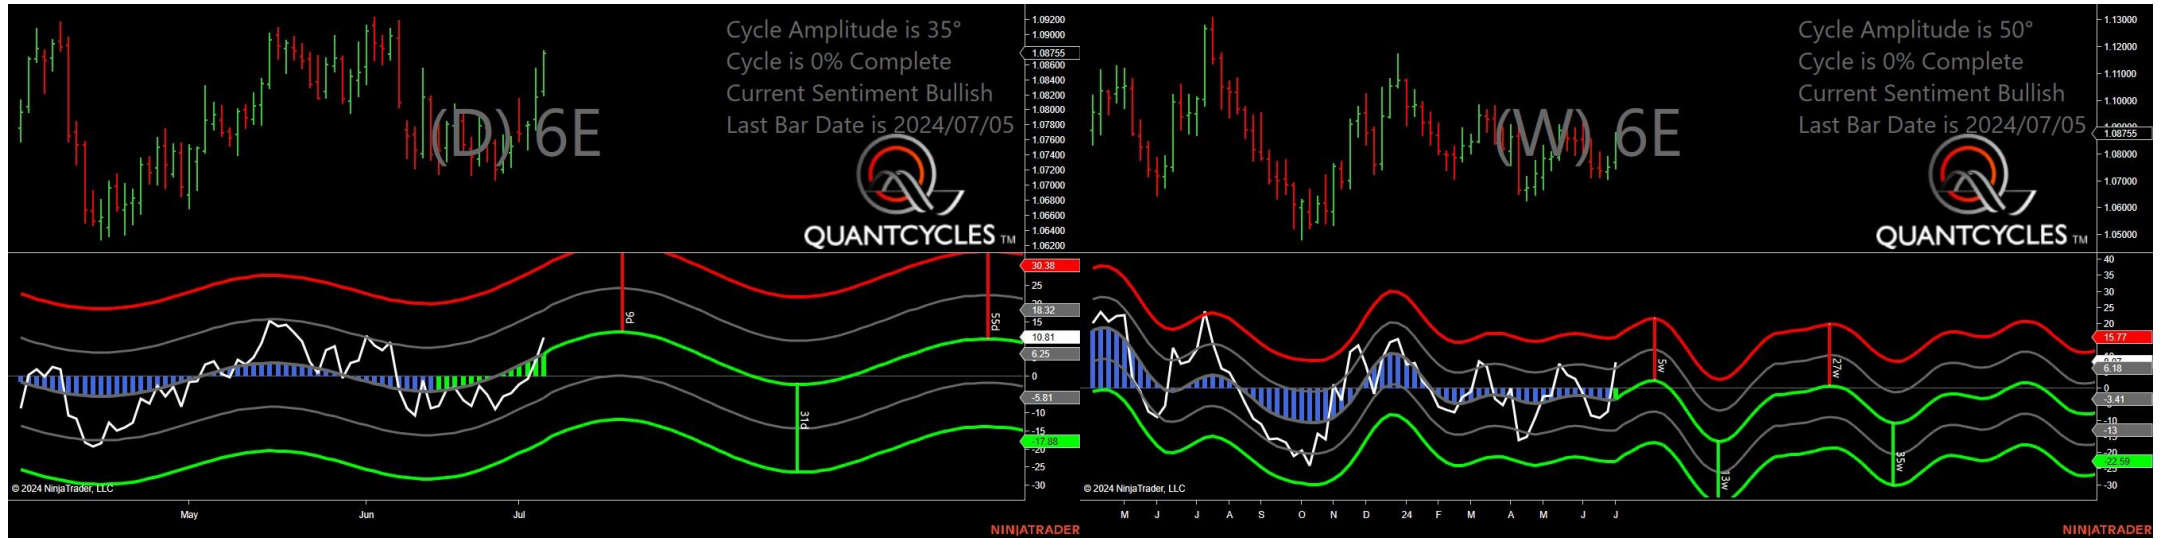 Cycle Amplitude is 35°
Cycle is 0% Complete
Current Sentiment Bullish
Last Bar Date is 2024/07/05
(D) 6E
QUANTCYCLES TM
1.09200
1.09000
1.08755
1.08600
1.08400
1.08200
1.08000
1.07800
1.07600
1.07400
1.07200
1.07000
1.06800
1.06600
1.06400
1.06200
30.38
25
20
18.32
15
10.81
6.25
0
-5.81
-10
-15
-17.88
-20
-25
-30
9d
31d
55d
© 2024 NinjaTrader, LLC
May
Jun
Jul
NINJATRADER
Cycle Amplitude is 50°
Cycle is 0% Complete
Current Sentiment Bullish
Last Bar Date is 2024/07/05
(W) 6E
QUANTCYCLES TM
1.13000
1.12000
1.11000
1.10000
1.08755
1.08000
1.07000
1.06000
1.05000
40
35
30
25
20
15.77
6.18
0
-3.41
-10
-13
-20
-22.59
-30
5w
13w
27w
35w
© 2024 NinjaTrader, LLC
M
J
J
A
S
O
N
D
24
F
M
A
M
J
J
NINJATRADER